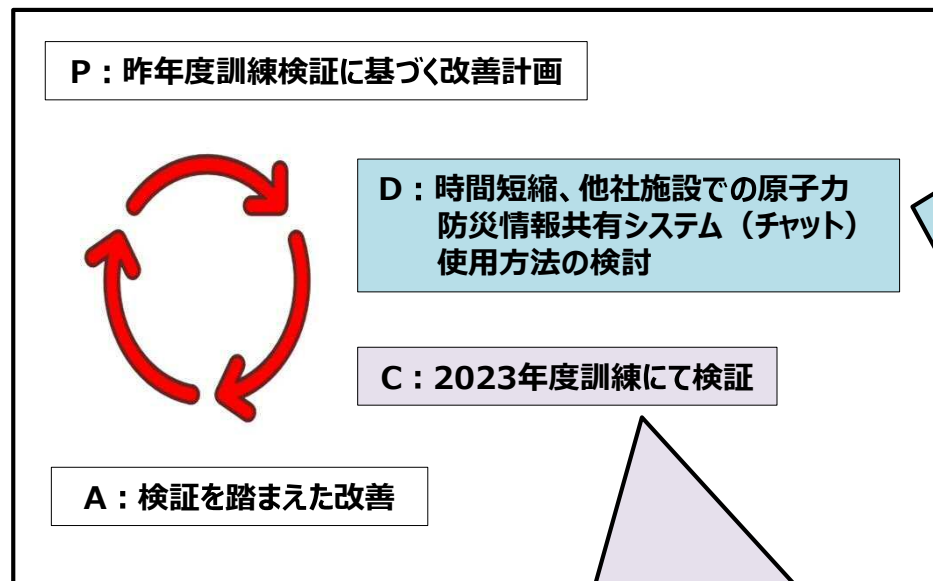 P：昨年度訓練検証に基づく改善計画
D：時間短縮、他社施設での原子力
防災情報共有システム（チャット）
使用方法の検討
C：2023年度訓練にて検証
A：検証を踏まえた改善